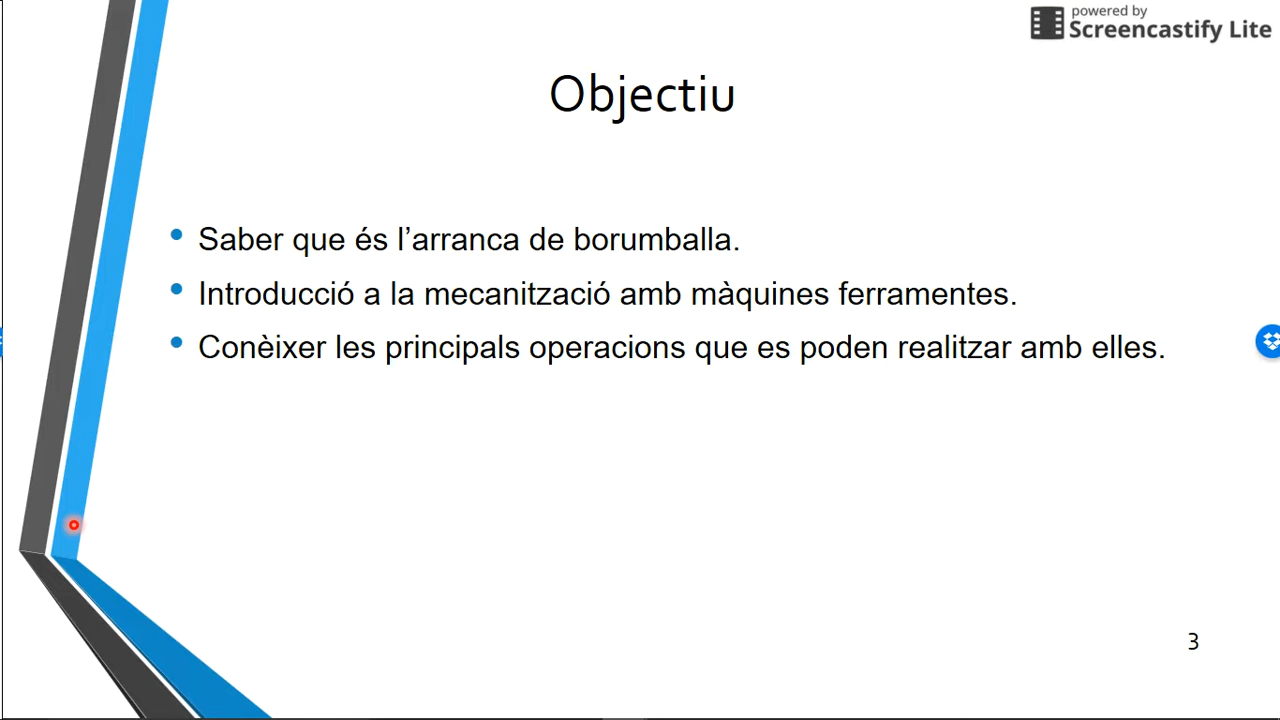 powered by
Screencastify Lite
Objectiu
• Saber que és l’arranca de borumballa.
• Introducció a la mecanització amb màquines ferramentes.
• Conèixer les principals operacions que es poden realitzar amb elles.
3